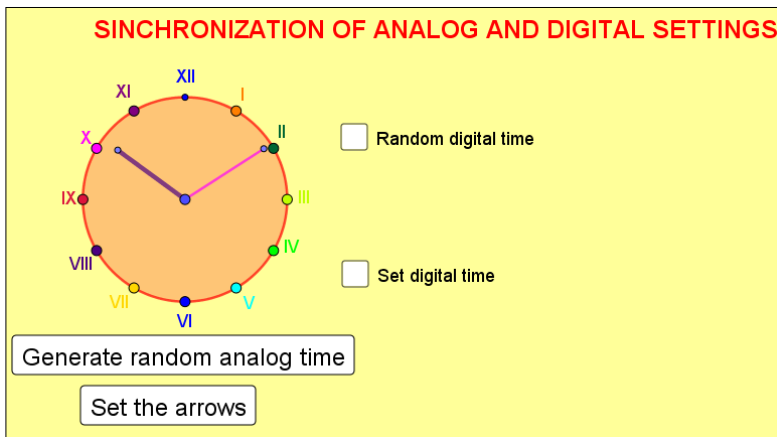 SINCHRONIZATION OF ANALOG AND DIGITAL SETTINGS
XII
XI
I
X
II
Random digital time
IX
III
VIII
IV
Set digital time
VII
V
VI
Generate random analog time
Set the arrows